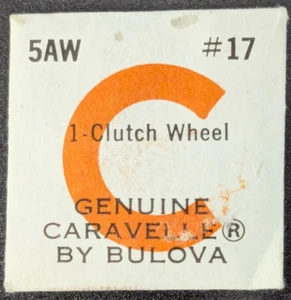 5AW #17
1-Clutch Wheel
GENUINE
CARAVELLE®
BY BULOVA